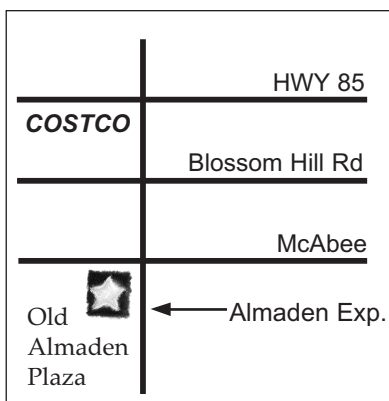 HWY 85
COSTCO
Blossom Hill Rd
McAbee
Almaden Exp.
Old
Almaden
Plaza